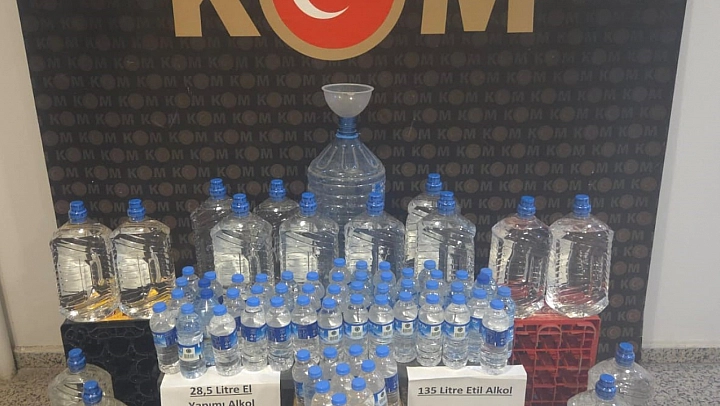 KOM
28,5 Litre El
Yapımı Alkol
135 Litre Etil Alkol